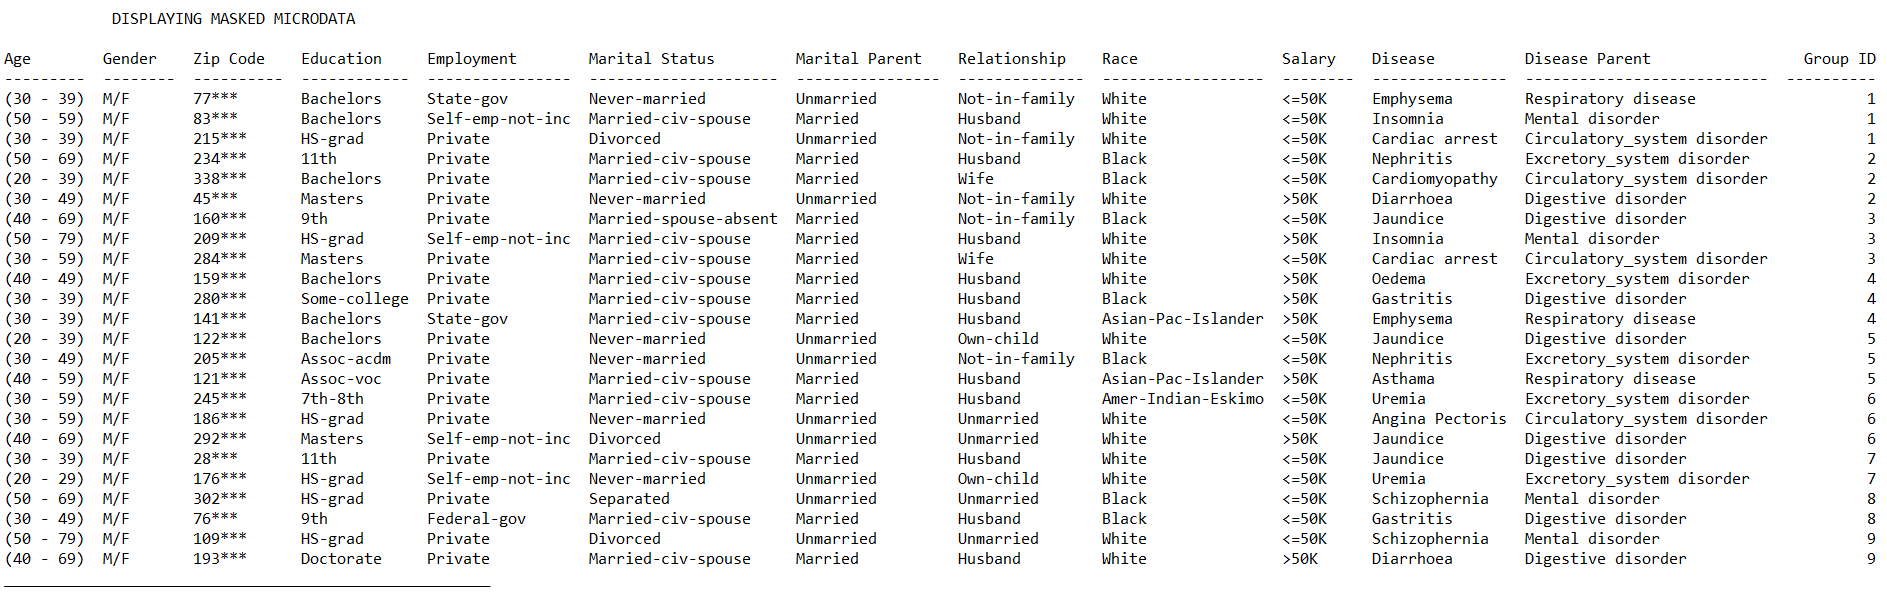 DISPLAYING MASKED MICRODATA
Age Gender Zip Code Education Employment Marital Status Marital Parent Relationship Race Salary Disease Disease Parent Group ID
--------- -------- ---------- ------------ ---------------- --------------------- ---------------- -------------- ------------------ -------- --------------- --------------------------- ----------
(30 - 39) M/F 77*** Bachelors State-gov Never-married Unmarried Not-in-family White <=50K Emphysema Respiratory disease 1
(50 - 59) M/F 83*** Bachelors Self-emp-not-inc Married-civ-spouse Married Husband White <=50K Insomnia Mental disorder 1
(30 - 39) M/F 215*** HS-grad Private Divorced Unmarried Not-in-family White <=50K Cardiac arrest Circulatory_system disorder 1
(50 - 69) M/F 234*** 11th Private Married-civ-spouse Married Husband Black <=50K Nephritis Excretory_system disorder 2
(20 - 39) M/F 338*** Bachelors Private Married-civ-spouse Married Wife Black <=50K Cardiomyopathy Circulatory_system disorder 2
(30 - 49) M/F 45*** Masters Private Never-married Unmarried Not-in-family White >50K Diarrhoea Digestive disorder 2
(40 - 69) M/F 160*** 9th Private Married-spouse-absent Married Not-in-family Black <=50K Jaundice Digestive disorder 3
(50 - 79) M/F 209*** HS-grad Self-emp-not-inc Married-civ-spouse Married Husband White >50K Insomnia Mental disorder 3
(30 - 59) M/F 284*** Masters Private Married-civ-spouse Married Wife White <=50K Cardiac arrest Circulatory_system disorder 3
(40 - 49) M/F 159*** Bachelors Private Married-civ-spouse Married Husband White >50K Oedema Excretory_system disorder 4
(30 - 39) M/F 280*** Some-college Private Married-civ-spouse Married Husband Black >50K Gastritis Digestive disorder 4
(30 - 39) M/F 141*** Bachelors State-gov Married-civ-spouse Married Husband Asian-Pac-Islander >50K Emphysema Respiratory disease 4
(20 - 39) M/F 122*** Bachelors Private Never-married Unmarried Own-child White <=50K Jaundice Digestive disorder 5
(30 - 49) M/F 205*** Assoc-acdm Private Never-married Unmarried Not-in-family Black <=50K Nephritis Excretory_system disorder 5
(40 - 59) M/F 121*** Assoc-voc Private Married-civ-spouse Married Husband Asian-Pac-Islander >50K Asthama Respiratory disease 5
(30 - 59) M/F 245*** 7th-8th Private Married-civ-spouse Married Husband Amer-Indian-Eskimo <=50K Uremia Excretory_system disorder 6
(30 - 59) M/F 186*** HS-grad Private Never-married Unmarried Unmarried White <=50K Angina Pectoris Circulatory_system disorder 6
(40 - 69) M/F 292*** Masters Self-emp-not-inc Divorced Unmarried Unmarried White >50K Jaundice Digestive disorder 6
(30 - 39) M/F 28*** 11th Private Married-civ-spouse Married Husband White <=50K Jaundice Digestive disorder 7
(20 - 29) M/F 176*** HS-grad Self-emp-not-inc Never-married Unmarried Own-child White <=50K Uremia Excretory_system disorder 7
(50 - 69) M/F 302*** HS-grad Private Separated Unmarried Unmarried Black <=50K Schizophernia Mental disorder 8
(30 - 49) M/F 76*** 9th Federal-gov Married-civ-spouse Married Husband Black <=50K Gastritis Digestive disorder 8
(50 - 79) M/F 109*** HS-grad Private Divorced Unmarried Unmarried White <=50K Schizophernia Mental disorder 9
(40 - 69) M/F 193*** Doctorate Private Married-civ-spouse Married Husband White >50K Diarrhoea Digestive disorder 9